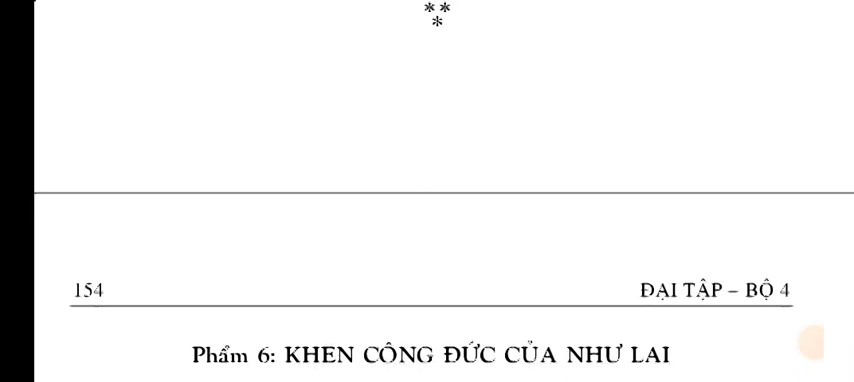 **
*
154 ĐẠI TẬP – BỘ 4
Phẩm 6: KHEN CÔNG ĐỨC CỦA NHƯ LAI